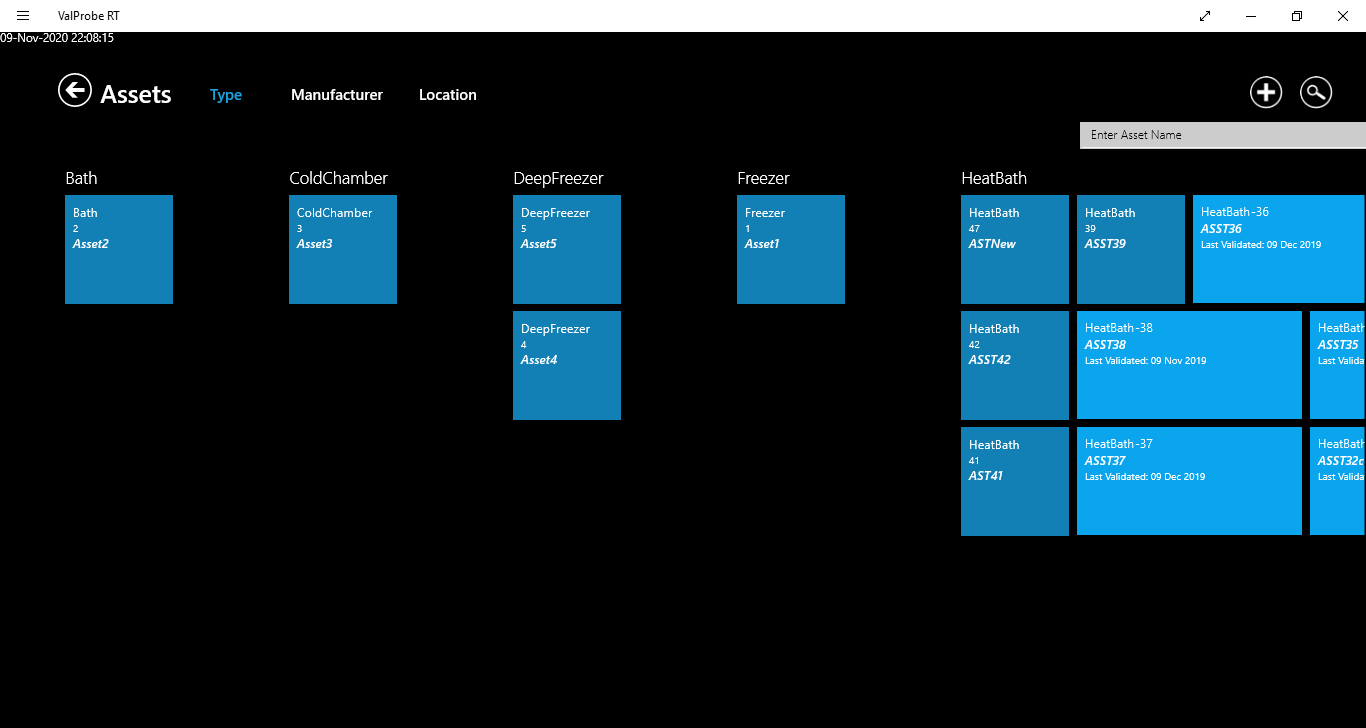 ValProbe RT
09-Nov-2020 22:08:15
Assets
Type
Manufacturer
Location
Enter Asset Name
Bath
Bath
2
Asset2
ColdChamber
ColdChamber
3
Asset3
DeepFreezer
DeepFreezer
5
Asset5
DeepFreezer
4
Asset4
Freezer
Freezer
1
Asset1
HeatBath
HeatBath
47
ASTNew
HeatBath
39
ASST39
HeatBath-36
ASST36
Last Validated: 09 Dec 2019
HeatBath
42
ASST42
HeatBath-38
ASST38
Last Validated: 09 Nov 2019
HeatBath
ASST35
Last Valida
HeatBath
41
AST41
HeatBath-37
ASST37
Last Validated: 09 Dec 2019
HeatBath
ASST32c
Last Valida